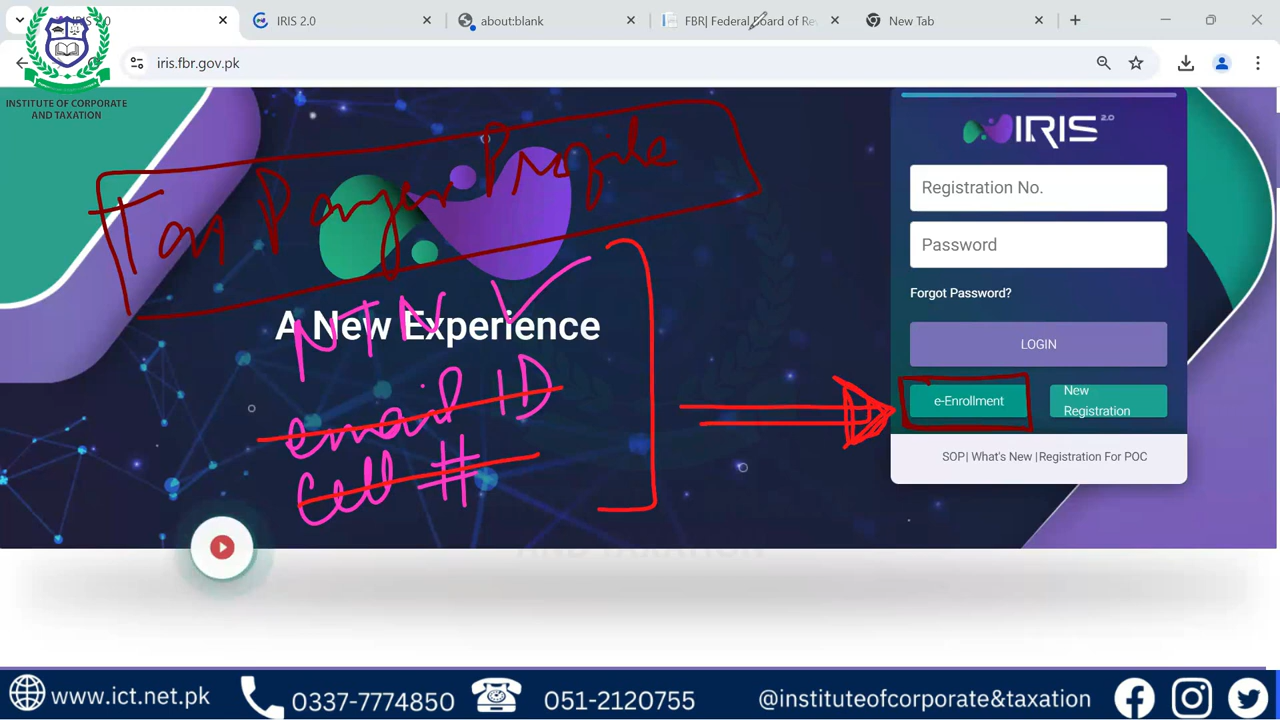 IRIS 2.0
about:blank
FBR| Federal Board of Re
New Tab
iris.fbr.gov.pk
INSTITUTE OF CORPORATE
AND TAXATION
IRIS 2.0
Tax Payer Profile
Registration No.
Password
Forgot Password?
A New Experience
NTN ✓
LOGIN
email ID
e-Enrollment
New
Registration
Cell #
SOP| What's New |Registration For POC
AND TAXATION
www.ict.net.pk
0337-7774850
051-2120755
@instituteofcorporate&taxation